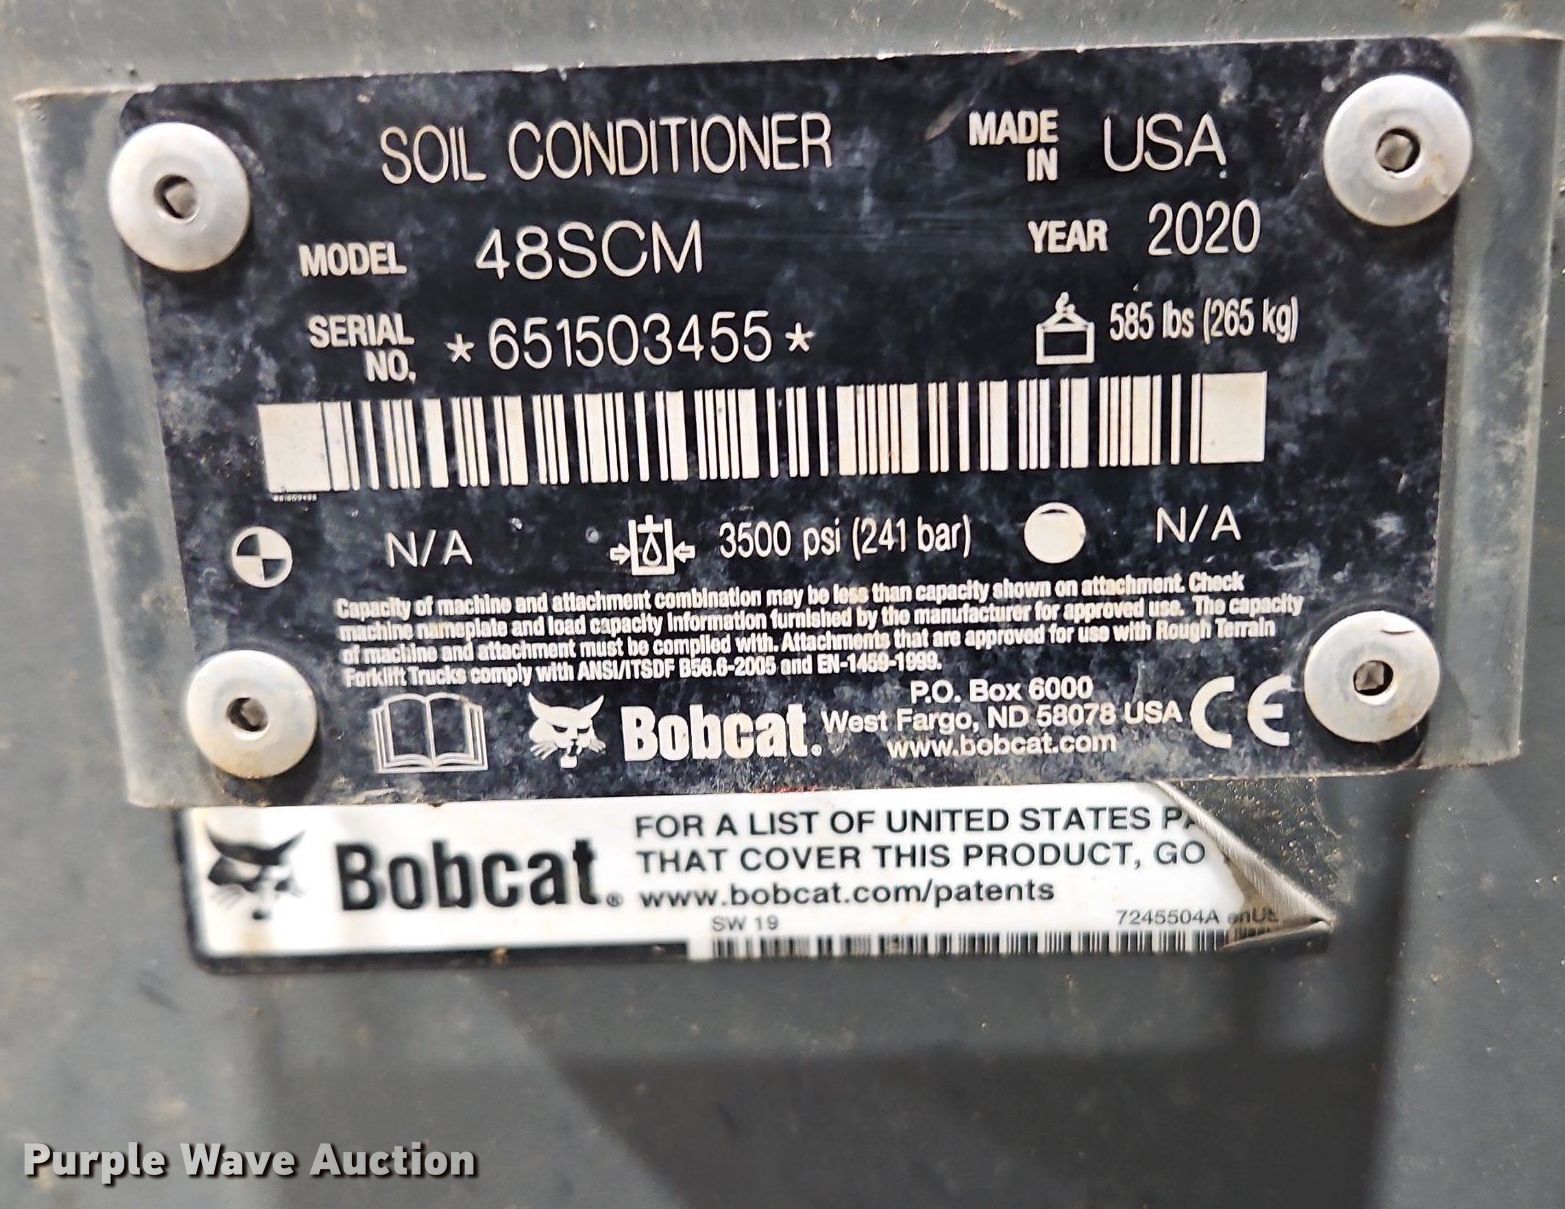 SOIL CONDITIONER MADE IN USA
MODEL 48SCM YEAR 2020
SERIAL NO. *651503455* 585 lbs (265 kg)
N/A 3500 psi (241 bar) N/A
Capacity of machine and attachment combination may be less than capacity shown on attachment. Check
machine nameplate and load capacity information furnished by the manufacturer for approved use. The capacity
of machine and attachment must be complied with. Attachments that are approved for use with Rough Terrain
Forklift Trucks comply with ANSI/ITSDF B56.6-2005 and EN-1459-1999.
Bobcat®
P.O. Box 6000
West Fargo, ND 58078 USA
www.bobcat.com
CE
Bobcat®
FOR A LIST OF UNITED STATES
THAT COVER THIS PRODUCT, GO
www.bobcat.com/patents
SW 19 7245504A enUS
Purple Wave Auction